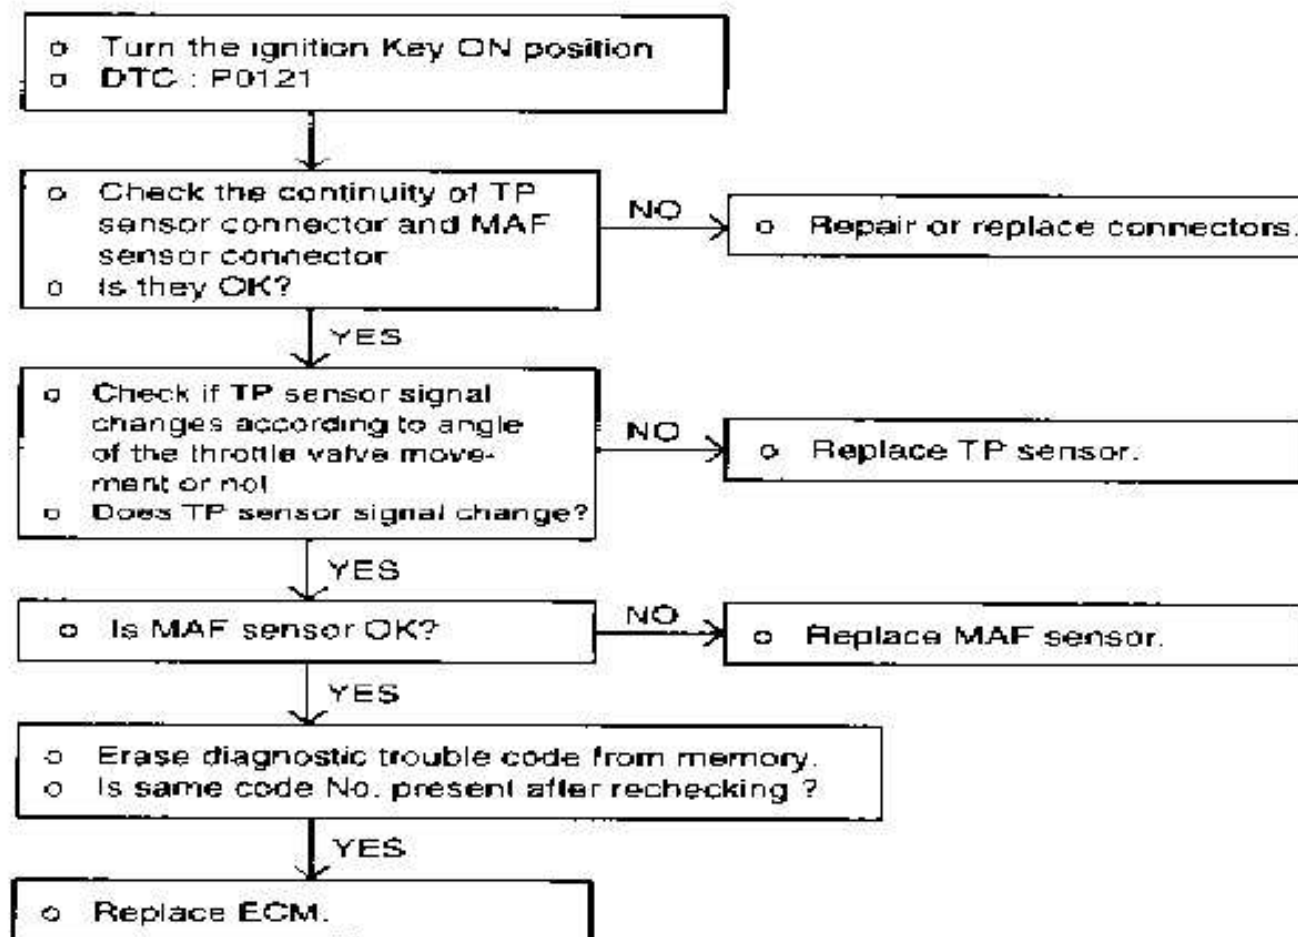 o Turn the ignition Key ON position
o DTC : P0121
o Check the continuity of TP
sensor connector and MAF
sensor connector
o Is they OK?
NO
o Repair or replace connectors.
YES
o Check if TP sensor signal
changes according to angle
of the throttle valve move-
ment or not
o Does TP sensor signal change?
NO
o Replace TP sensor.
YES
o Is MAF sensor OK?
NO
o Replace MAF sensor.
YES
o Erase diagnostic trouble code from memory.
o Is same code No. present after rechecking ?
YES
o Replace ECM.